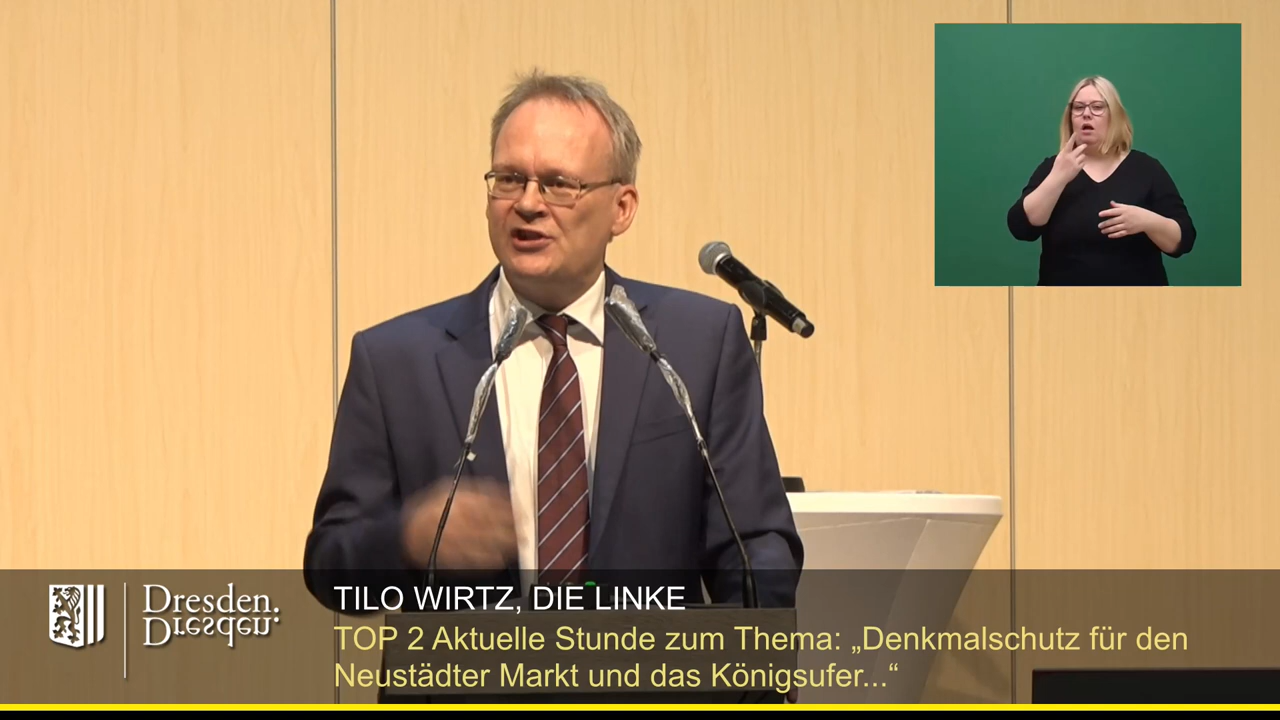 Dresden.
Dresden.
TILO WIRTZ, DIE LINKE
TOP 2 Aktuelle Stunde zum Thema: „Denkmalschutz für den
Neustädter Markt und das Königsufer...“